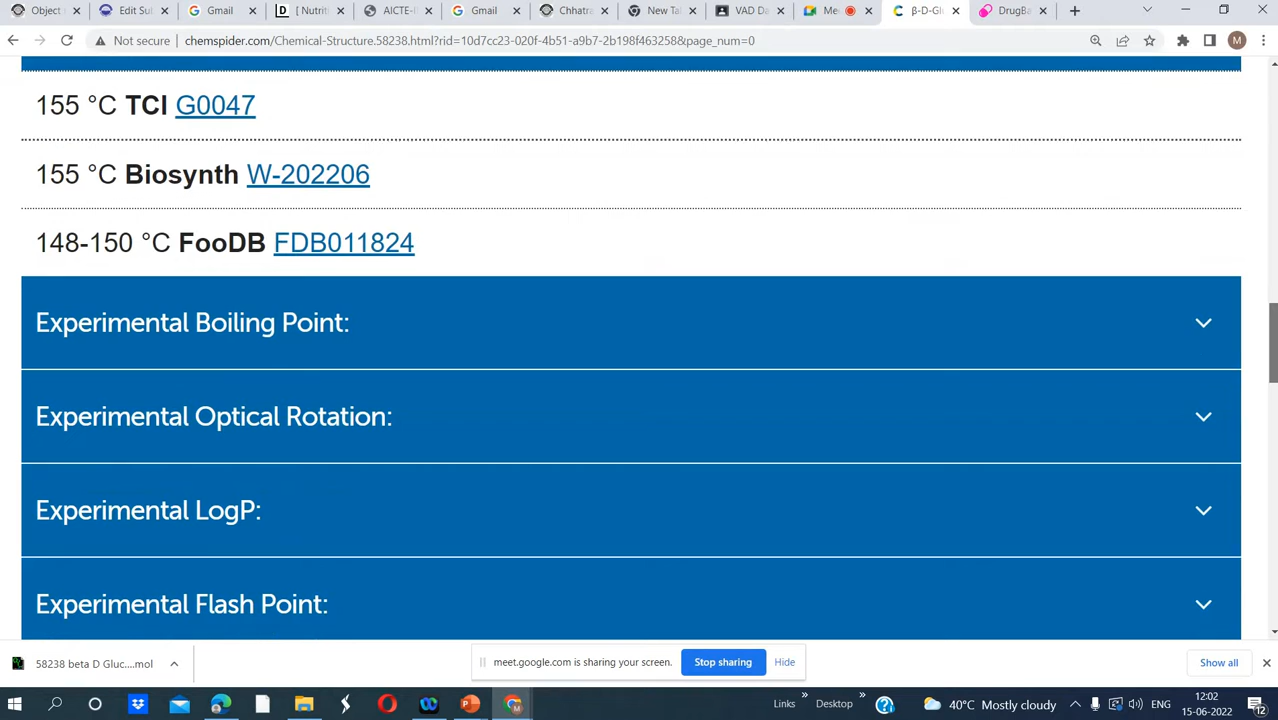 Object
Edit Sul
Gmail
[ Nutriti
AICTE-I
Gmail
Chhatra
New Tal
VAD Da
Me
β-D-Glu
DrugBa
Not secure
chemspider.com/Chemical-Structure.58238.html?rid=10d7cc23-020f-4b51-a9b7-2b198f463258&page_num=0
M
155 °C TCI G0047
155 °C Biosynth W-202206
148-150 °C FooDB FDB011824
Experimental Boiling Point:
Experimental Optical Rotation:
Experimental LogP:
Experimental Flash Point:
58238 beta D Gluc....mol
meet.google.com is sharing your screen.
Stop sharing
Hide
Show all
Links »
Desktop »
40°C Mostly cloudy
ENG
12:02
15-06-2022
12